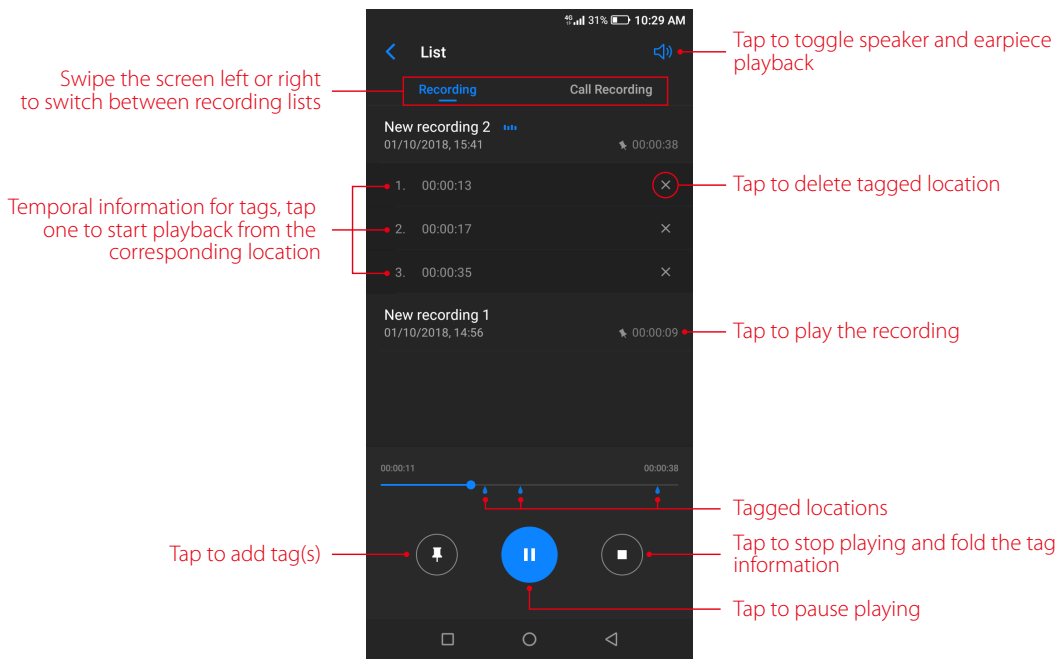 4G 31% 10:29 AM
List
Tap to toggle speaker and earpiece
playback
Swipe the screen left or right
to switch between recording lists
Recording Call Recording
New recording 2
01/10/2018, 15:41 00:00:38
1. 00:00:13
Tap to delete tagged location
Temporal information for tags, tap
one to start playback from the
corresponding location
2. 00:00:17
3. 00:00:35
New recording 1
01/10/2018, 14:56 00:00:09
Tap to play the recording
00:00:11 00:00:38
Tagged locations
Tap to add tag(s)
Tap to stop playing and fold the tag
information
Tap to pause playing